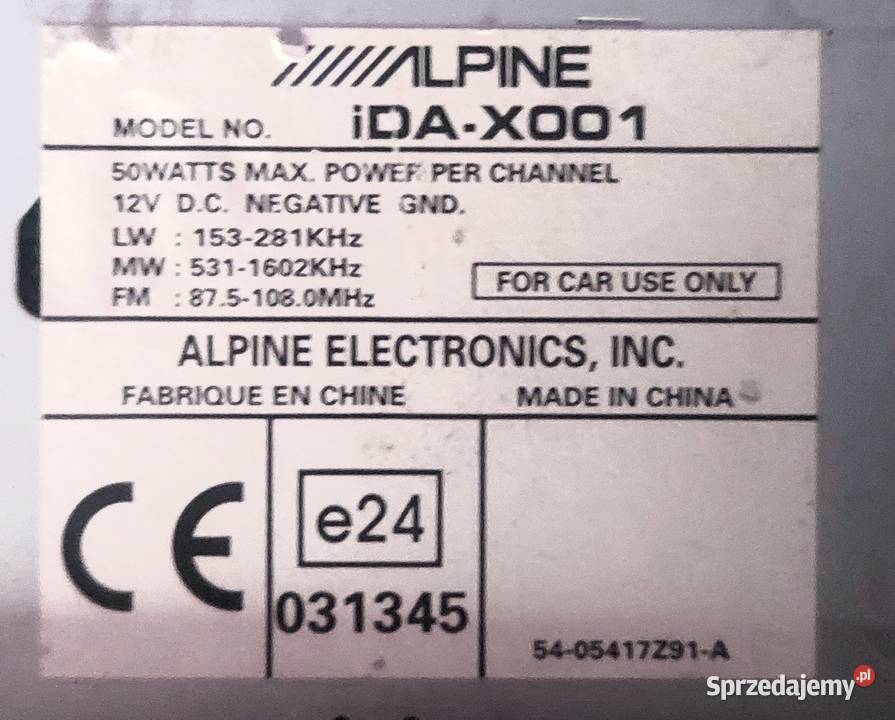 ALPINE
MODEL NO. iDA-X001
50WATTS MAX. POWER PER CHANNEL
12V D.C. NEGATIVE GND.
LW : 153-281KHz
MW : 531-1602KHz
FM : 87.5-108.0MHz
FOR CAR USE ONLY
ALPINE ELECTRONICS, INC.
FABRIQUE EN CHINE MADE IN CHINA
CE
e24
031345
54-05417Z91-A
Sprzedajemy.pl